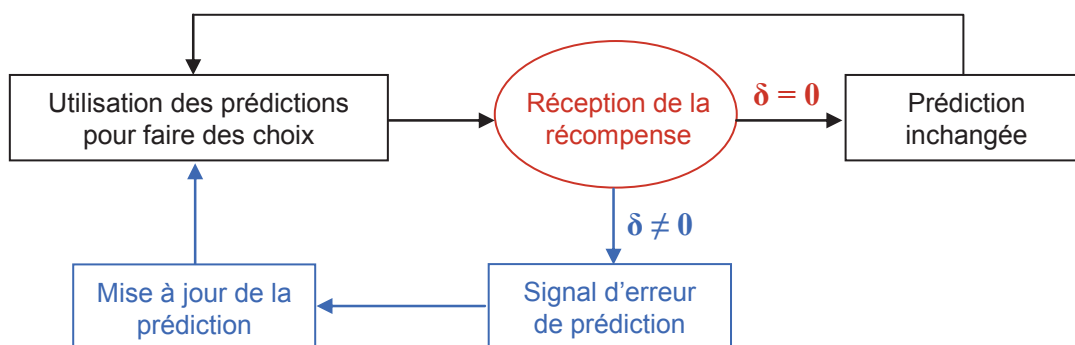 Utilisation des prédictions
pour faire des choix
Réception de la
récompense
δ = 0
Prédiction
inchangée
δ ≠ 0
Mise à jour de la
prédiction
Signal d’erreur
de prédiction